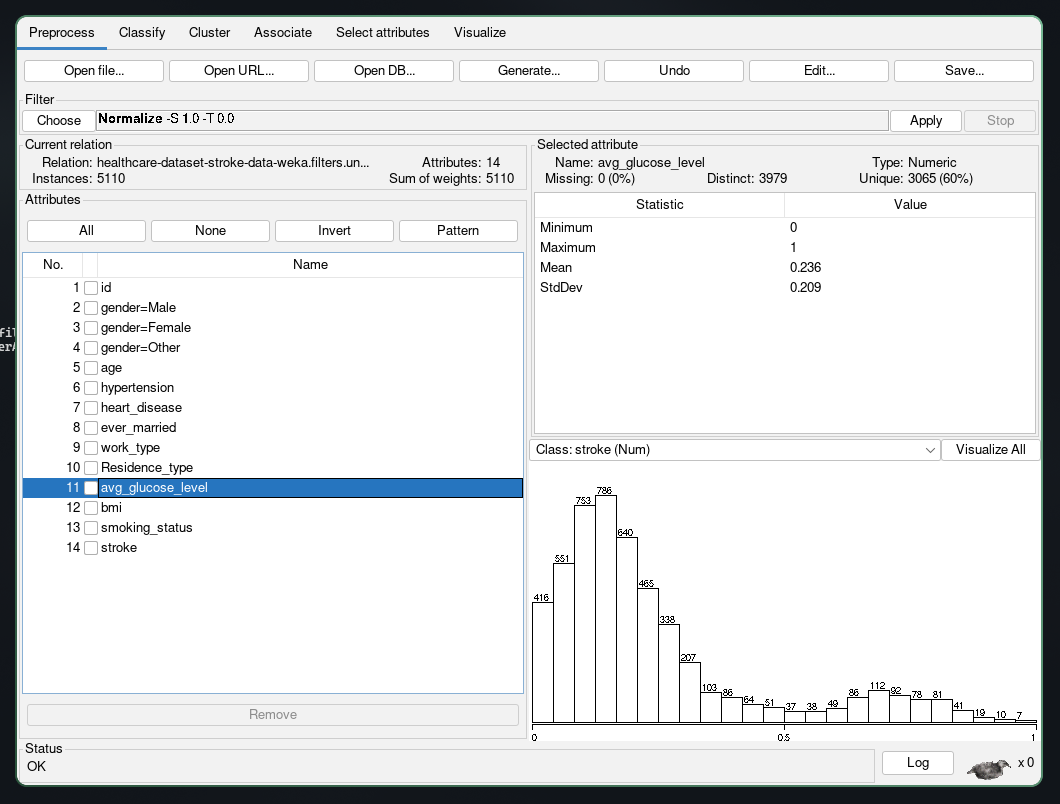 Preprocess Classify Cluster Associate Select attributes Visualize
Open file... Open URL... Open DB... Generate... Undo Edit... Save...
Filter
Choose Normalize -S 1.0 -T 0.0 Apply Stop
Current relation
Relation: healthcare-dataset-stroke-data-weka.filters.un... Attributes: 14
Instances: 5110 Sum of weights: 5110
Attributes
All None Invert Pattern
No. Name
1 id
2 gender=Male
3 gender=Female
4 gender=Other
5 age
6 hypertension
7 heart_disease
8 ever_married
9 work_type
10 Residence_type
11 avg_glucose_level
12 bmi
13 smoking_status
14 stroke
Remove
Selected attribute
Name: avg_glucose_level Type: Numeric
Missing: 0 (0%) Distinct: 3979 Unique: 3065 (60%)
Statistic Value
Minimum 0
Maximum 1
Mean 0.236
StdDev 0.209
Class: stroke (Num) Visualize All
416 551 753 786 640 465 338 207 103 86 64 51 37 38 49 86 112 92 78 81 41 19 10 7
0 0.5 1
Status
OK
Log x 0